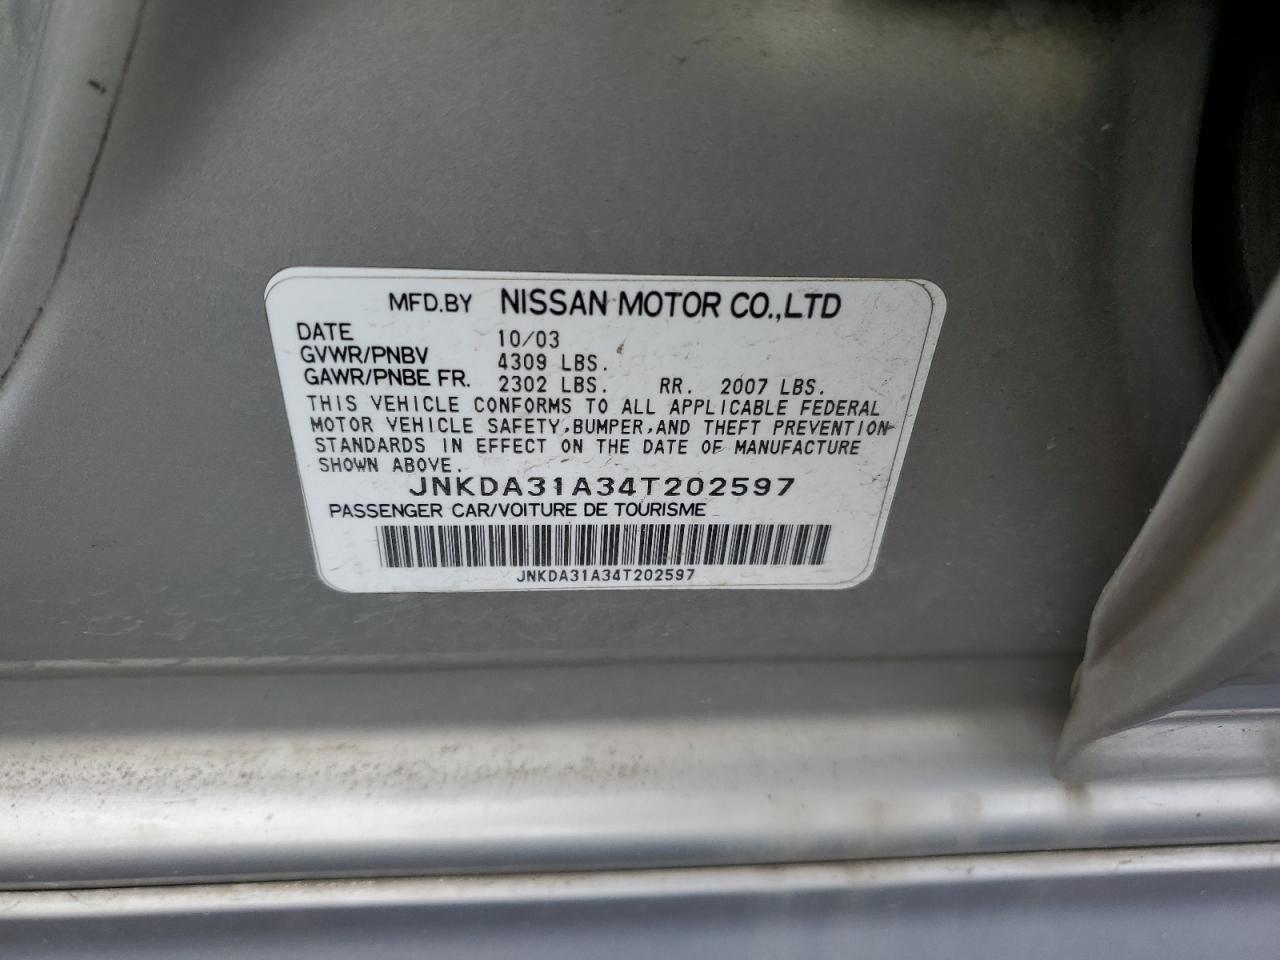 MFD.BY NISSAN MOTOR CO.,LTD
DATE 10/03
GVWR/PNBV 4309 LBS.
GAWR/PNBE FR. 2302 LBS. RR. 2007 LBS.
THIS VEHICLE CONFORMS TO ALL APPLICABLE FEDERAL
MOTOR VEHICLE SAFETY,BUMPER,AND THEFT PREVENTION
STANDARDS IN EFFECT ON THE DATE OF MANUFACTURE
SHOWN ABOVE.
JNKDA31A34T202597
PASSENGER CAR/VOITURE DE TOURISME
JNKDA31A34T202597